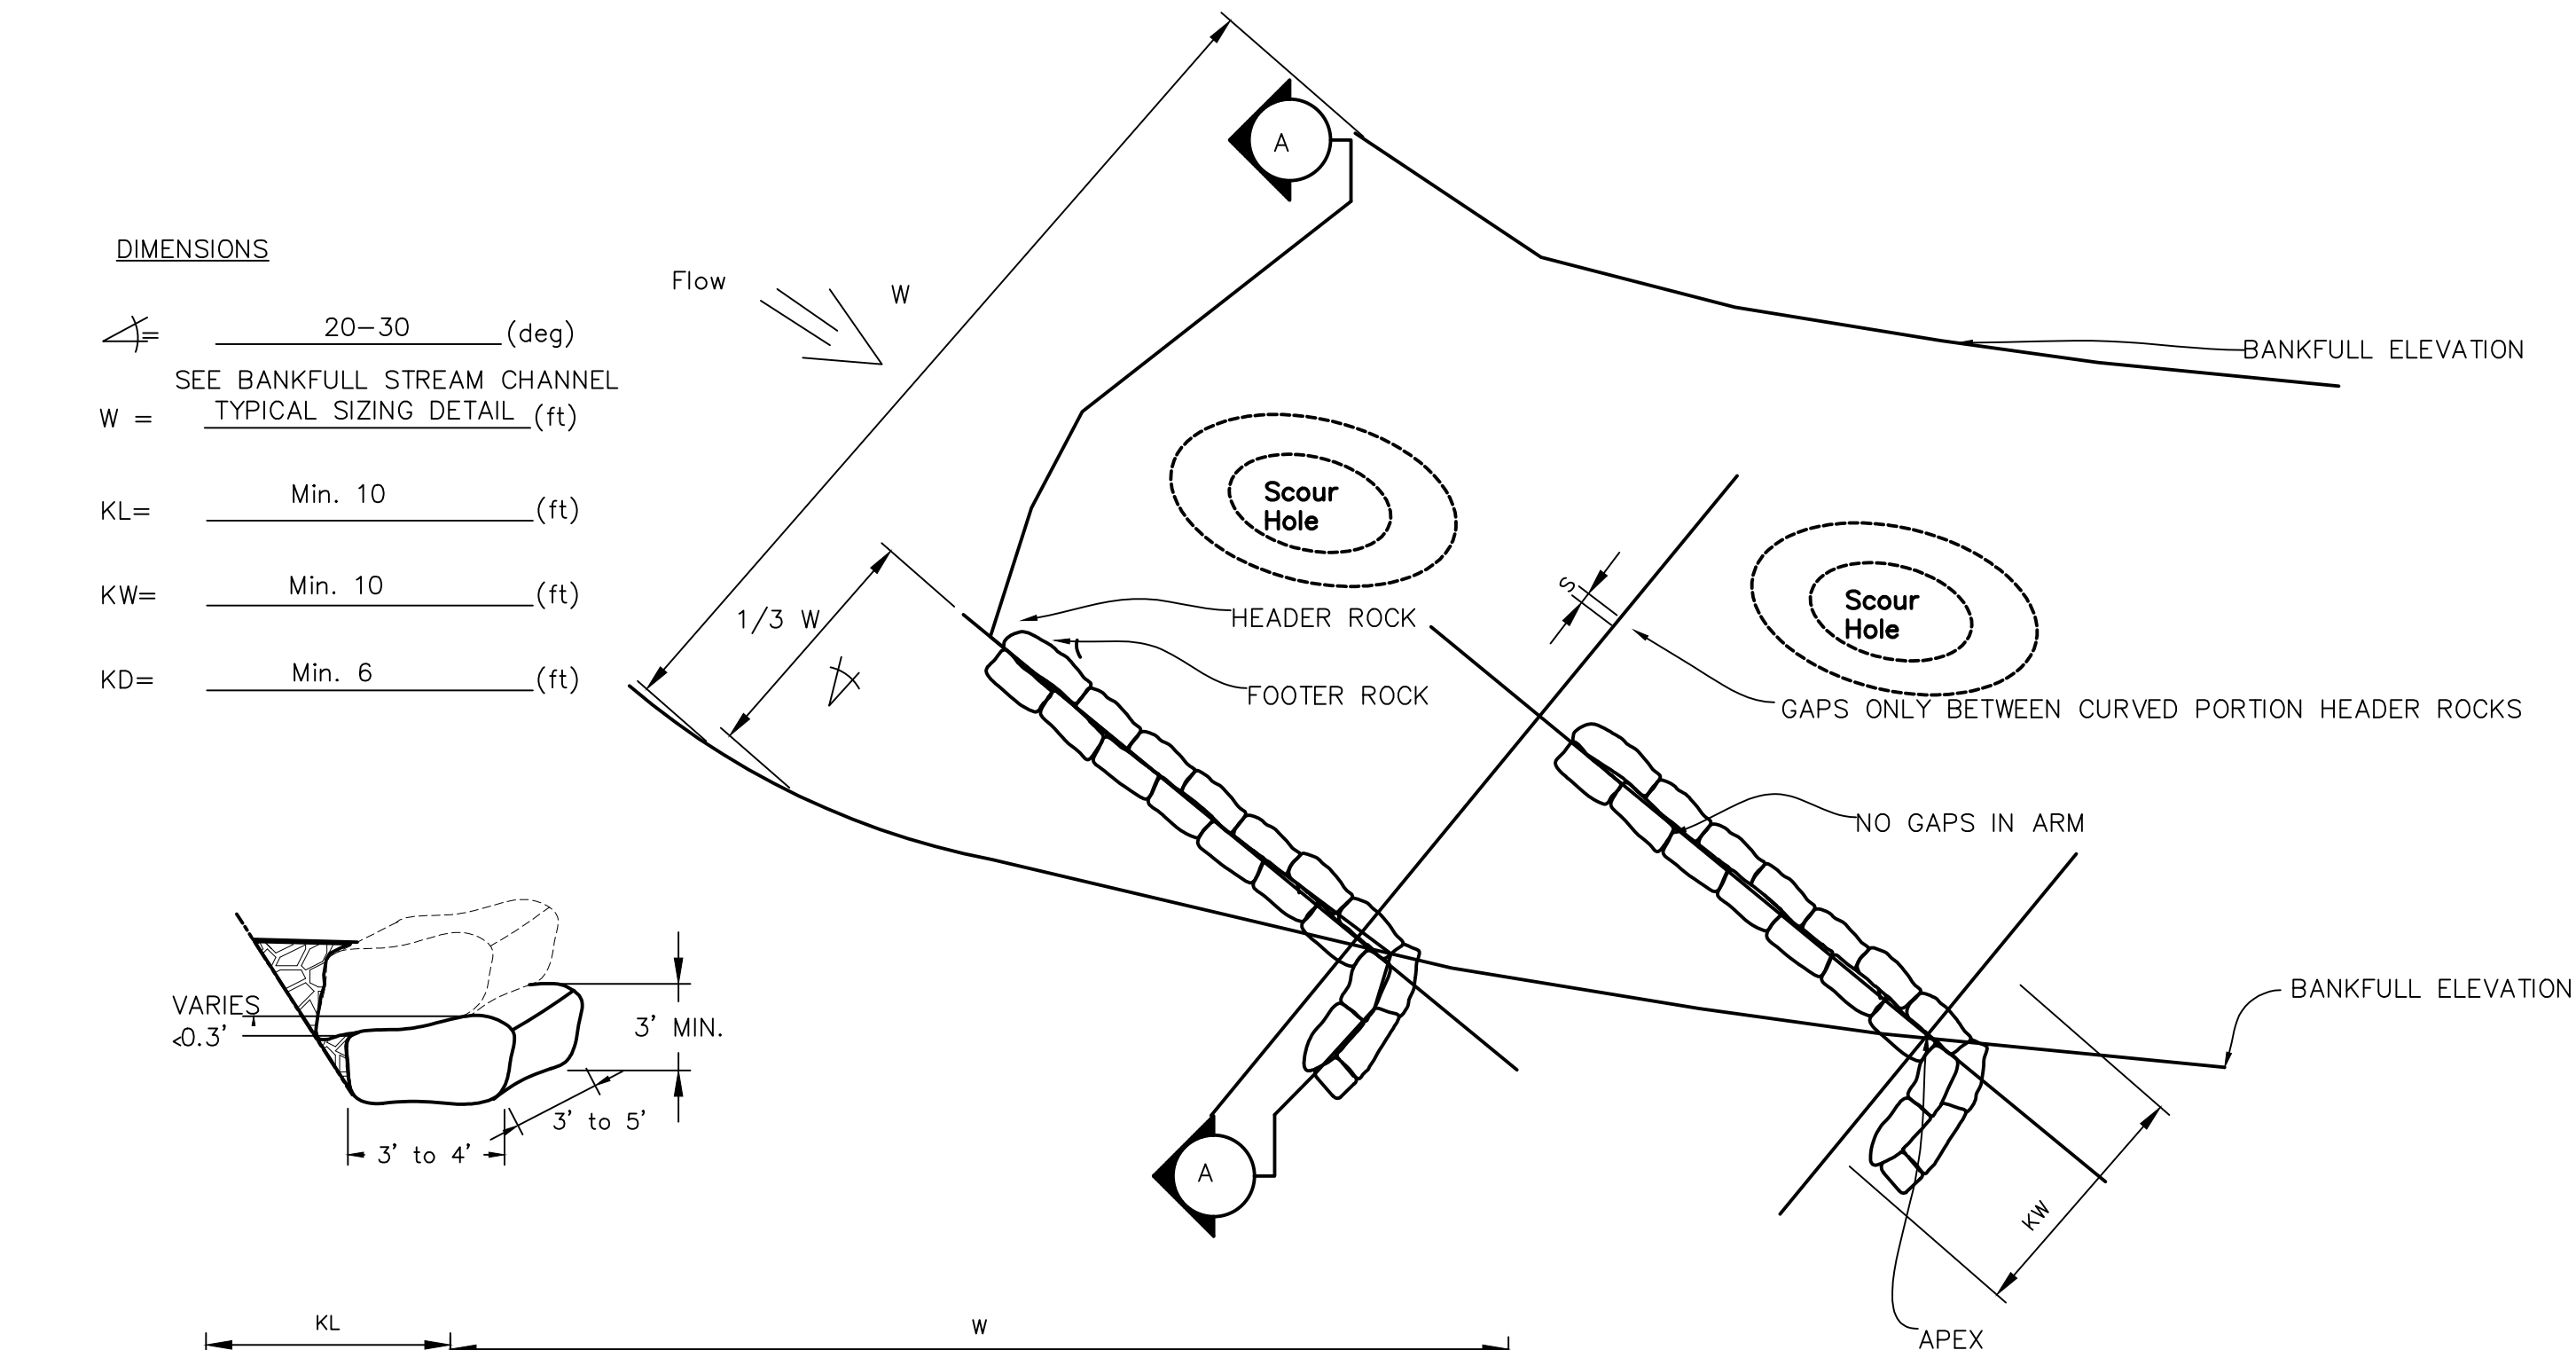 A
DIMENSIONS
Flow
W
= 20-30 (deg)
SEE BANKFULL STREAM CHANNEL
W = TYPICAL SIZING DETAIL (ft)
BANKFULL ELEVATION
KL= Min. 10 (ft)
Scour
Hole
KW= Min. 10 (ft)
S
Scour
Hole
1/3 W
HEADER ROCK
KD= Min. 6 (ft)
FOOTER ROCK
GAPS ONLY BETWEEN CURVED PORTION HEADER ROCKS
NO GAPS IN ARM
BANKFULL ELEVATION
VARIES
<0.3'
3' MIN.
3' to 5'
3' to 4'
A
KW
KL
W
APEX